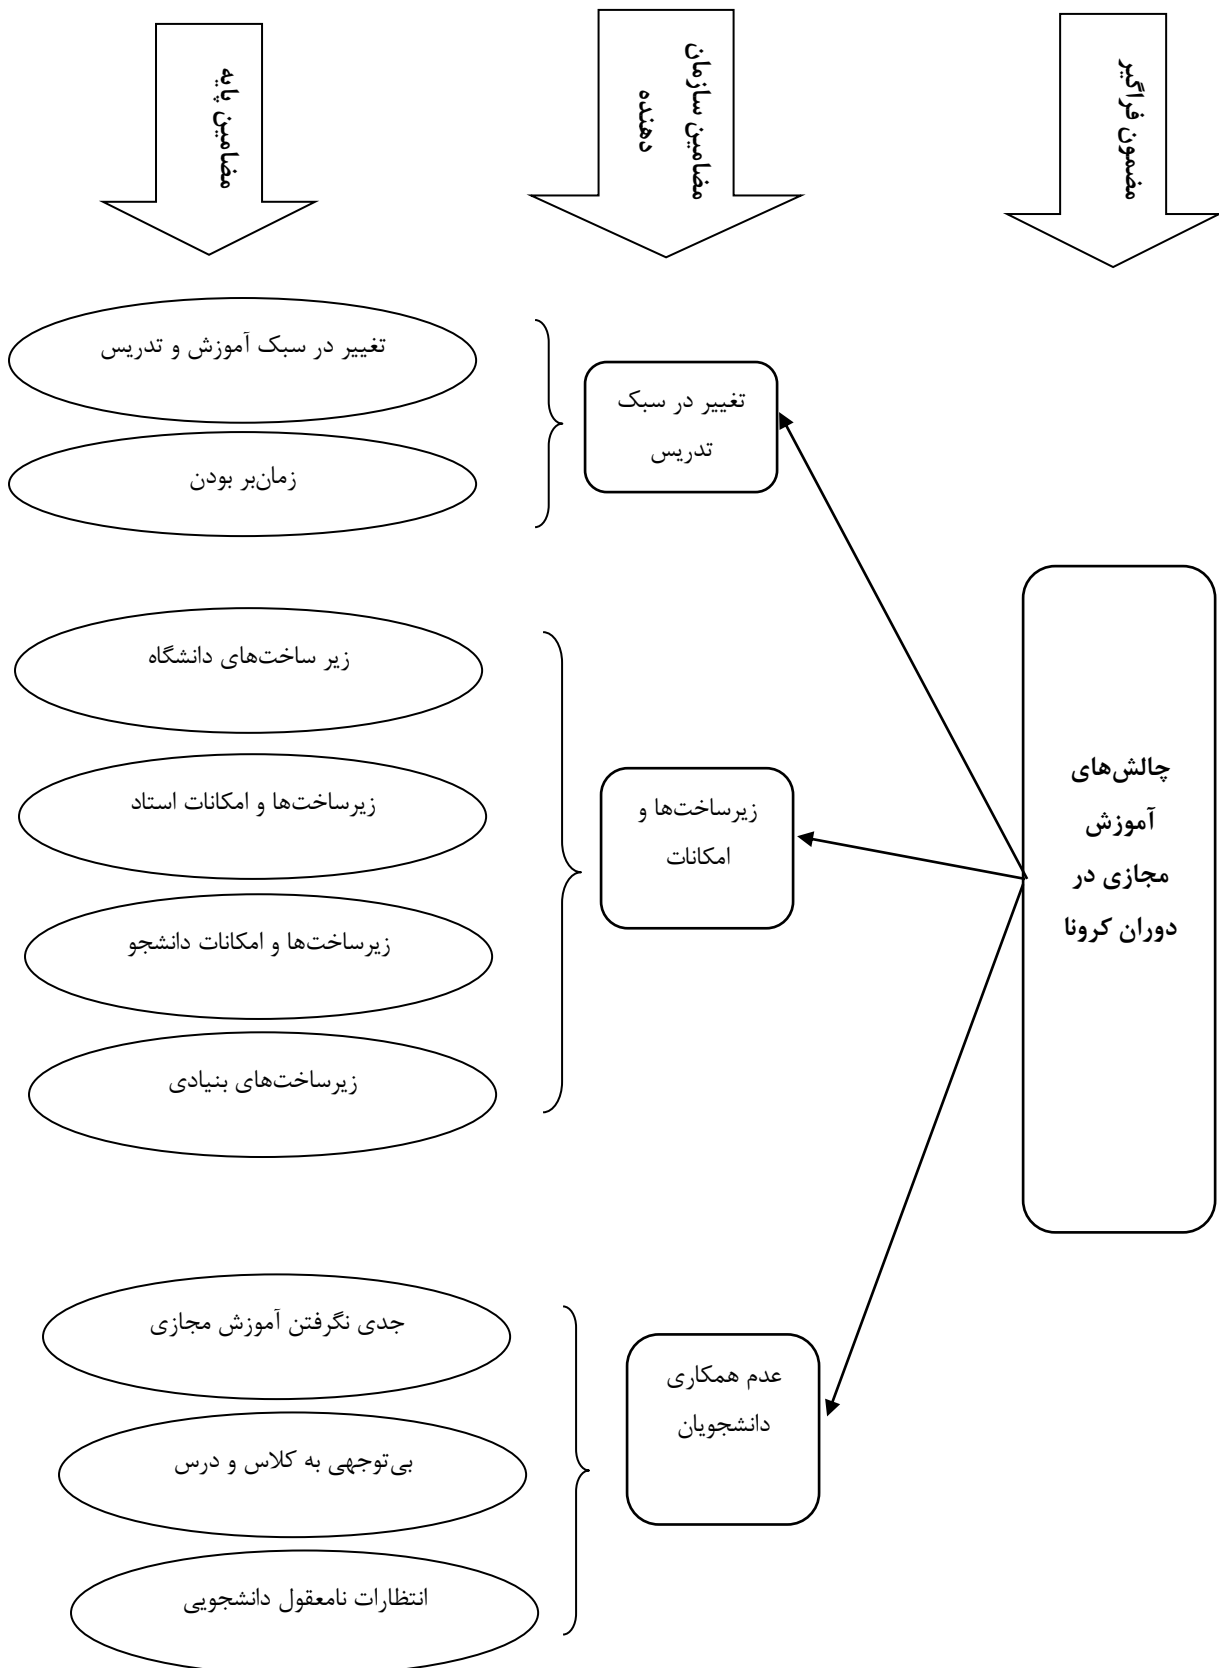 مضمون فراگیر
مضامین سازمان
دهنده
مضامین پایه
چالش‌های
آموزش
مجازی در
دوران کرونا
تغییر در سبک
تدریس
تغییر در سبک آموزش و تدریس
زمان‌بر بودن
زیرساخت‌ها و
امکانات
زیر ساخت‌های دانشگاه
زیرساخت‌ها و امکانات استاد
زیرساخت‌ها و امکانات دانشجو
زیرساخت‌های بنیادی
عدم همکاری
دانشجویان
جدی نگرفتن آموزش مجازی
بی‌توجهی به کلاس و درس
انتظارات نامعقول دانشجویی